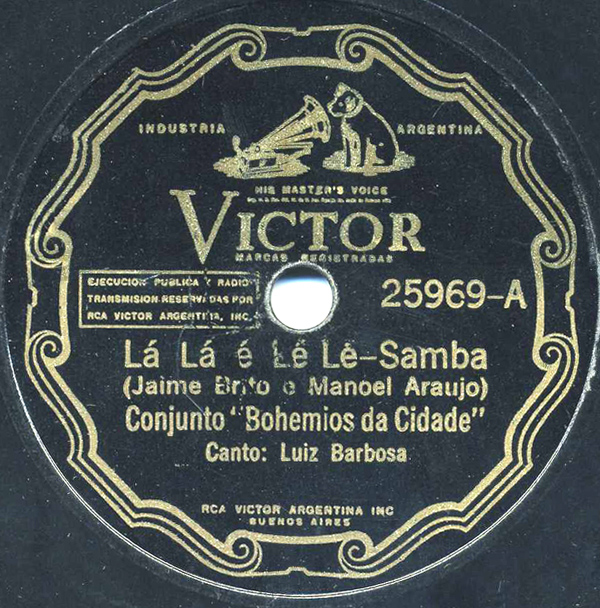 INDUSTRIA ARGENTINA
HIS MASTER'S VOICE
VICTOR
MARCAS REGISTRADAS
EJECUCION PUBLICA Y RADIO
TRANSMISION RESERVADAS POR
RCA VICTOR ARGENTINA, INC.
25969-A
Lá Lá é Lé Lê-Samba
(Jaime Brito e Manoel Araujo)
Conjunto "Bohemios da Cidade"
Canto: Luiz Barbosa
RCA VICTOR ARGENTINA INC
BUENOS AIRES